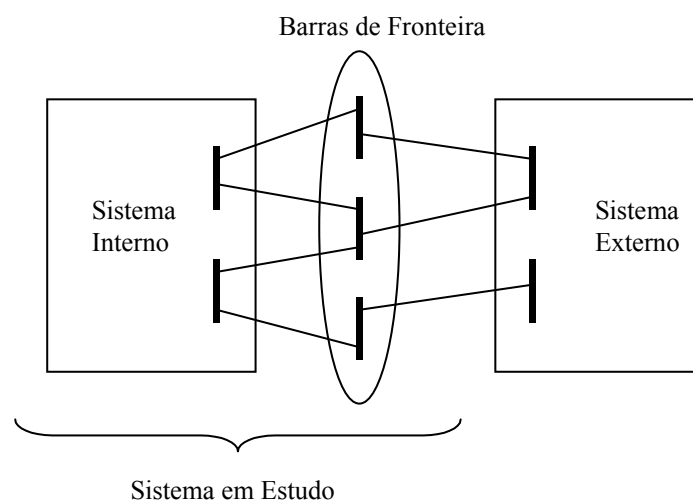 Barras de Fronteira
Sistema
Interno
Sistema
Externo
Sistema em Estudo